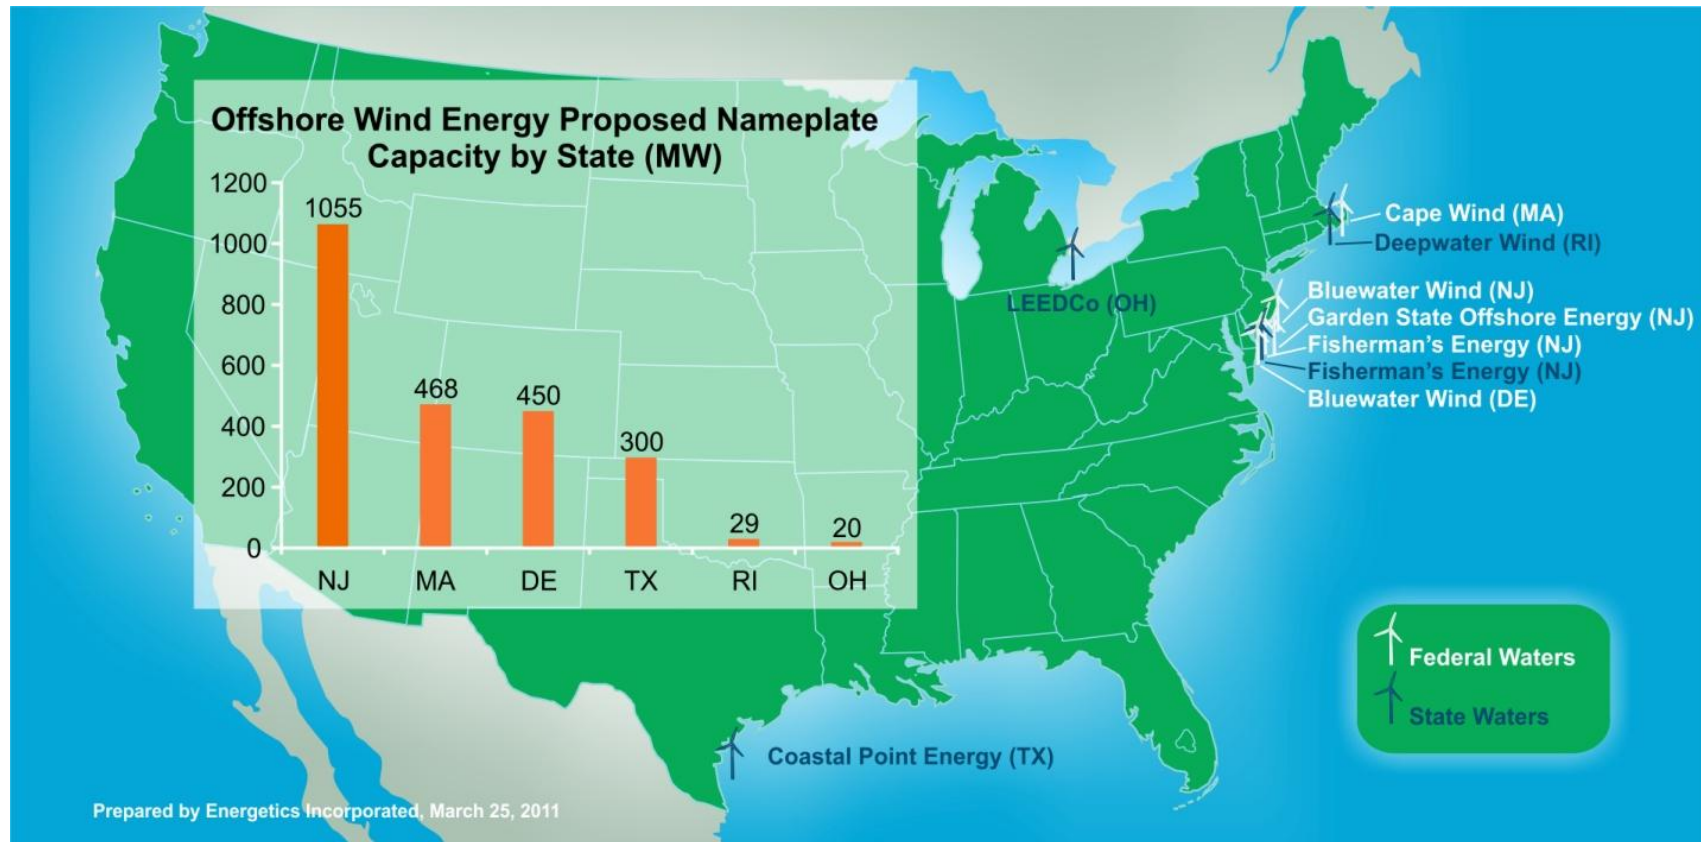 Offshore Wind Energy Proposed Nameplate
Capacity by State (MW)
1200
1000
800
600
400
200
0
1055
468
450
300
29
20
NJ
MA
DE
TX
RI
OH
Cape Wind (MA)
Deepwater Wind (RI)
LEEDCo (OH)
Bluewater Wind (NJ)
Garden State Offshore Energy (NJ)
Fisherman's Energy (NJ)
Fisherman's Energy (NJ)
Bluewater Wind (DE)
Federal Waters
State Waters
Coastal Point Energy (TX)
Prepared by Energetics Incorporated, March 25, 2011